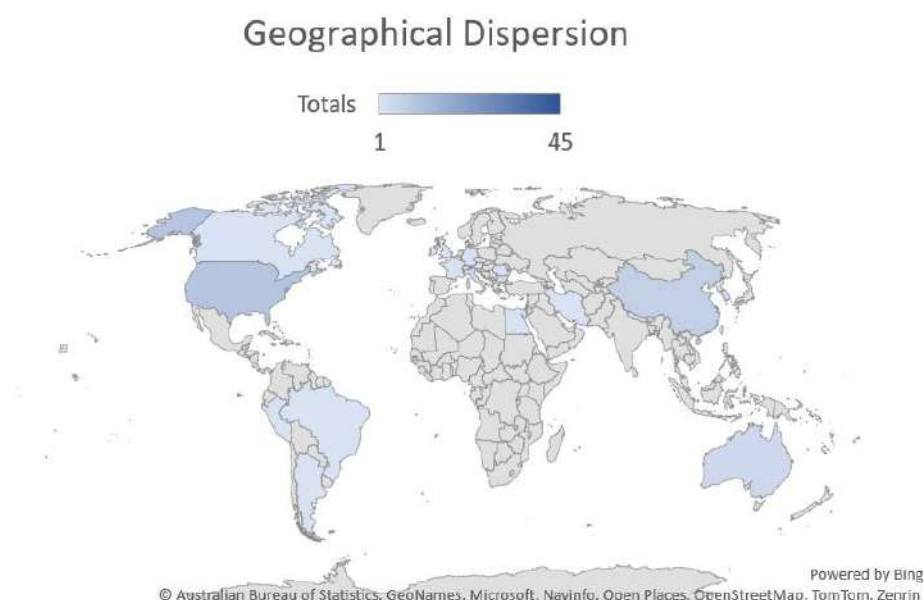 Geographical Dispersion
Totals
1 45
Powered by Bing
© Australian Bureau of Statistics, GeoNames, Microsoft, Navinfo, Open Places, OpenStreetMap, TomTom, Zenrin